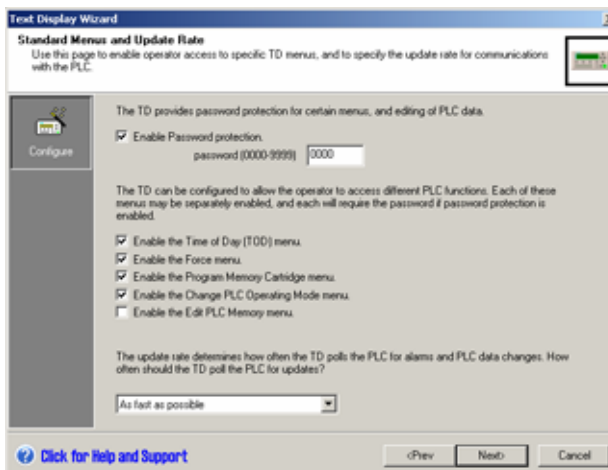 Text Display Wizard
Standard Menus and Update Rate
Use this page to enable operator access to specific TD menus, and to specify the update rate for communications
with the PLC.
Configure
The TD provides password protection for certain menus, and editing of PLC data.
Enable Password protection.
password (0000-9999) 0000
The TD can be configured to allow the operator to access different PLC functions. Each of these
menus may be separately enabled, and each will require the password if password protection is
enabled.
Enable the Time of Day (TOD) menu.
Enable the Force menu.
Enable the Program Memory Cartridge menu.
Enable the Change PLC Operating Mode menu.
Enable the Edit PLC Memory menu.
The update rate determines how often the TD polls the PLC for alarms and PLC data changes. How
often should the TD poll the PLC for updates?
As fast as possible
Click for Help and Support
<Prev Next> Cancel